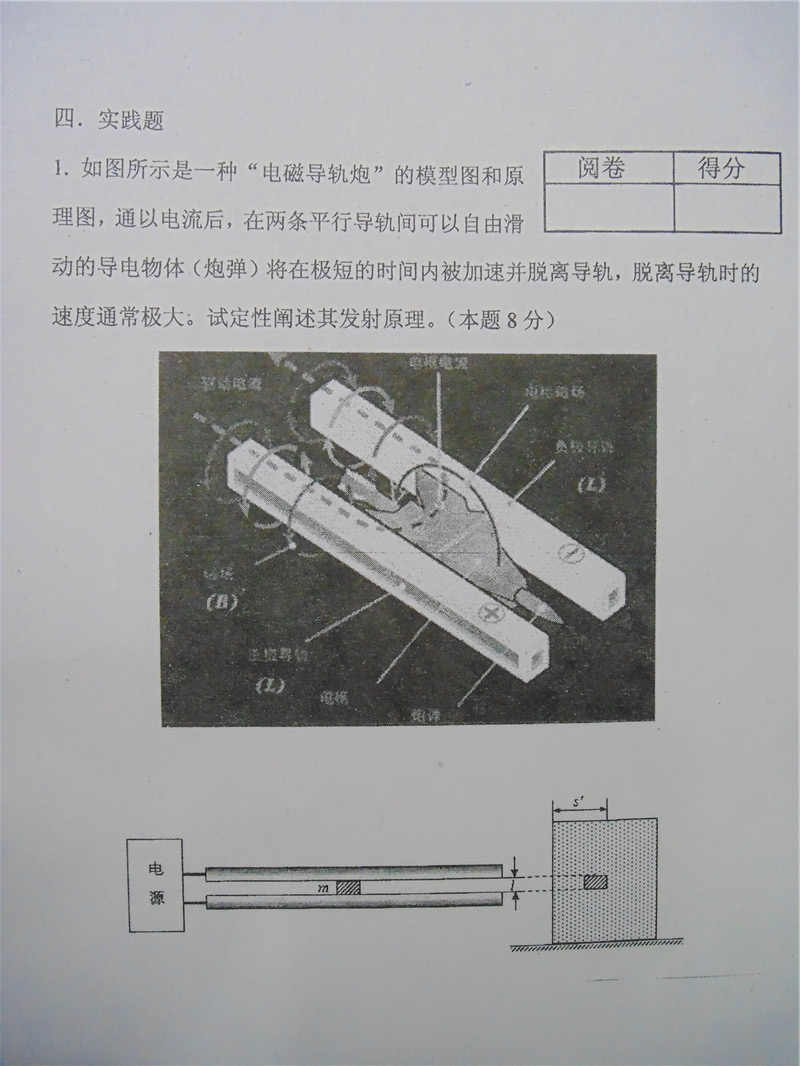 四．实践题
1. 如图所示是一种“电磁导轨炮”的模型图和原
阅卷 得分
理图，通以电流后，在两条平行导轨间可以自由滑
动的导电物体（炮弹）将在极短的时间内被加速并脱离导轨，脱离导轨时的
速度通常极大。试定性阐述其发射原理。（本题 8 分）
电枢电流
驱动电流
负极导轨
(I)
(B)
正极导轨
(I)
电枢
炮弹
s'
电
源
m
l